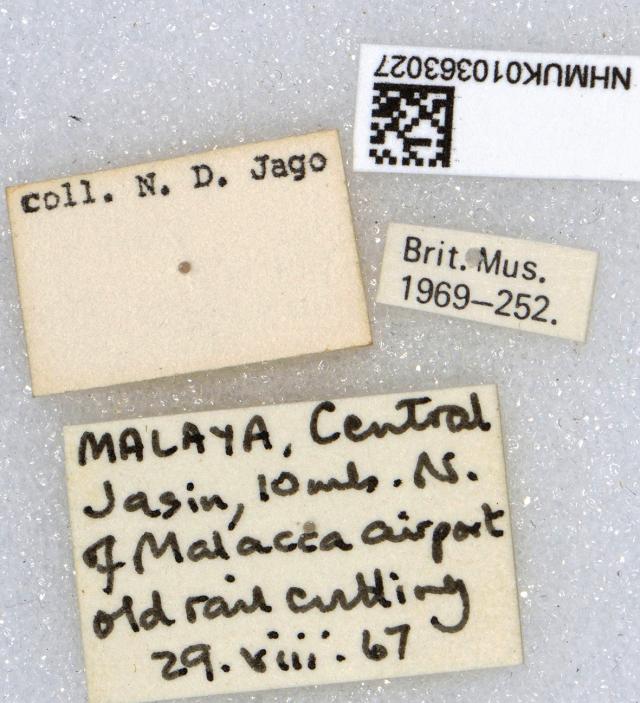 NHMUK010363027
coll. N. D. Jago
Brit. Mus.
1969–252.
MALAYA, Central
Jasin, 10 mls. N.
of Malacca airport
old rail cutting
29. viii. 67